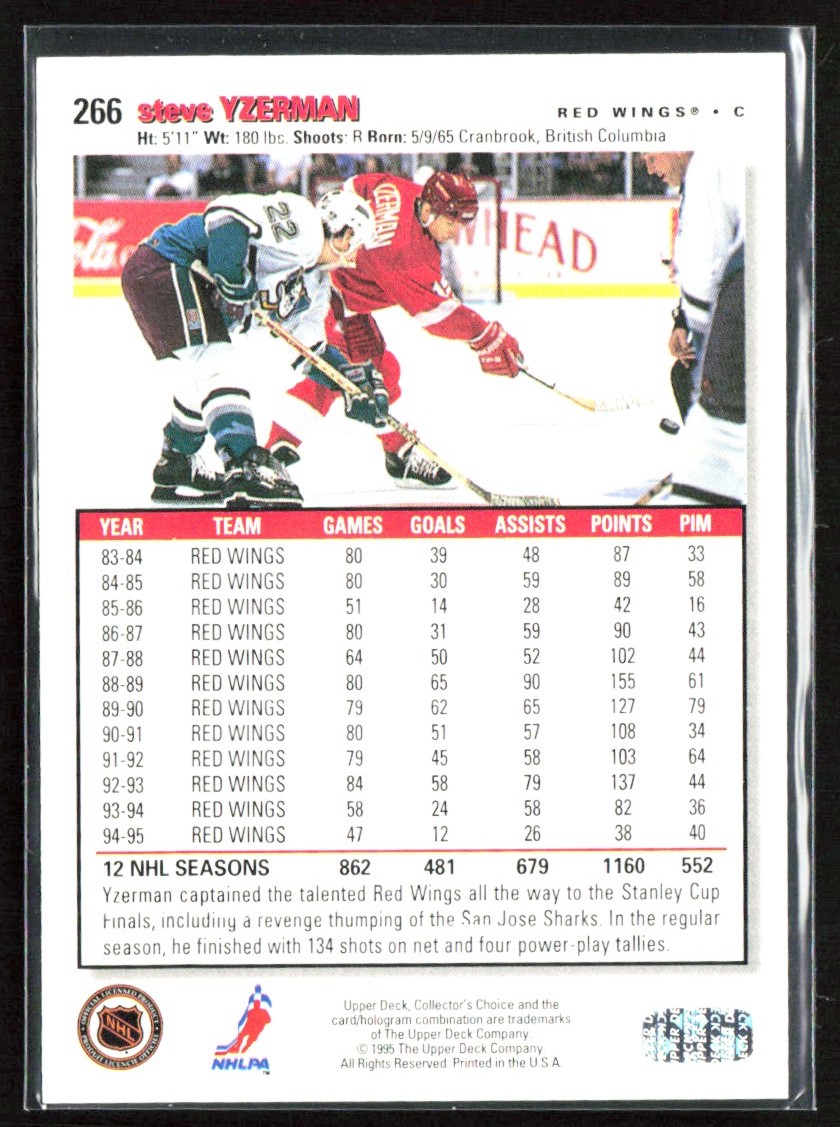 266 steve YZERMAN RED WINGS® • C
Ht: 5'11" Wt: 180 lbs. Shoots: R Born: 5/9/65 Cranbrook, British Columbia
22
ZERMAN
HEAD
YEAR TEAM GAMES GOALS ASSISTS POINTS PIM
83-84 RED WINGS 80 39 48 87 33
84-85 RED WINGS 80 30 59 89 58
85-86 RED WINGS 51 14 28 42 16
86-87 RED WINGS 80 31 59 90 43
87-88 RED WINGS 64 50 52 102 44
88-89 RED WINGS 80 65 90 155 61
89-90 RED WINGS 79 62 65 127 79
90-91 RED WINGS 80 51 57 108 34
91-92 RED WINGS 79 45 58 103 64
92-93 RED WINGS 84 58 79 137 44
93-94 RED WINGS 58 24 58 82 36
94-95 RED WINGS 47 12 26 38 40
12 NHL SEASONS 862 481 679 1160 552
Yzerman captained the talented Red Wings all the way to the Stanley Cup
Finals, including a revenge thumping of the San Jose Sharks. In the regular
season, he finished with 134 shots on net and four power-play tallies.
OFFICIAL LICENSED PRODUCT
NHL
PRODUIT LICENCIÉ OFFICIEL
NHLPA
Upper Deck, Collector's Choice and the
card/hologram combination are trademarks
of The Upper Deck Company
© 1995 The Upper Deck Company
All Rights Reserved. Printed in the U.S.A.